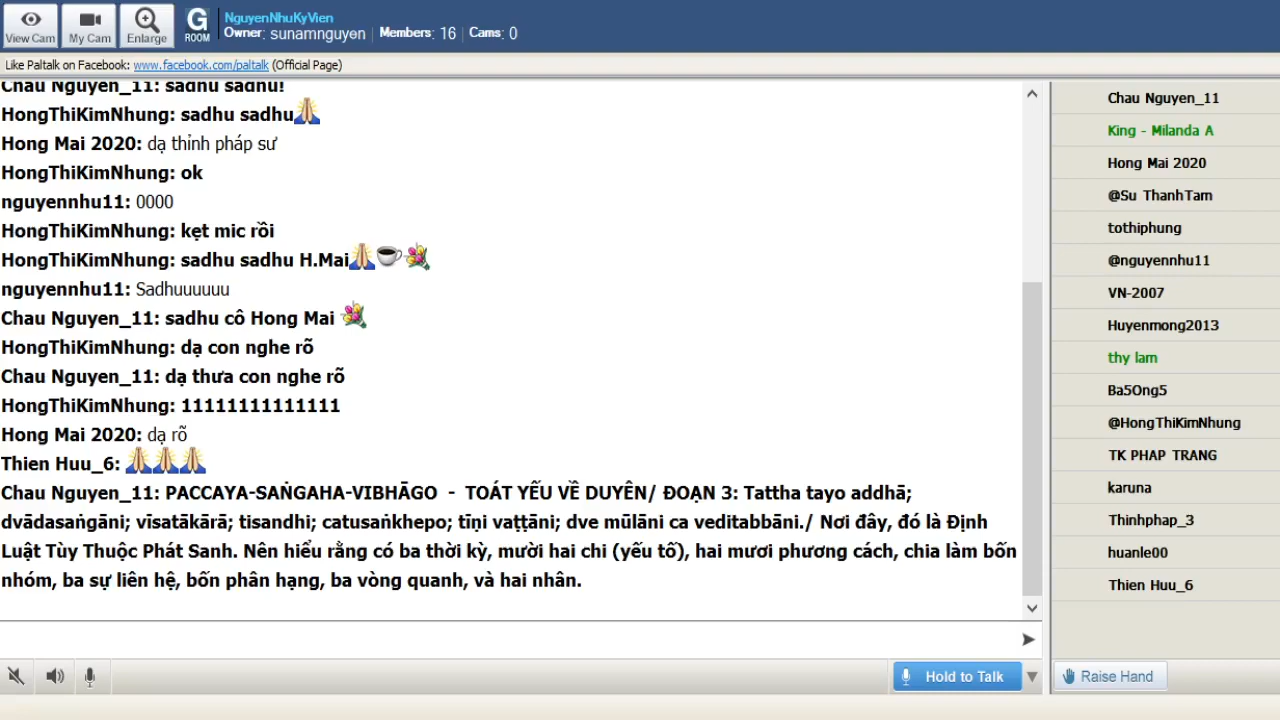 View Cam
My Cam
Enlarge
G
ROOM
NguyenNhuKyVien
Owner: sunamnguyen | Members: 16 | Cams: 0
Like Paltalk on Facebook: www.facebook.com/paltalk (Official Page)
Chau Nguyen_11: sadhu sadhu!
HongThiKimNhung: sadhu sadhu
Hong Mai 2020: dạ thỉnh pháp sư
HongThiKimNhung: ok
nguyennhu11: 0000
HongThiKimNhung: kẹt mic rồi
HongThiKimNhung: sadhu sadhu H.Mai
nguyennhu11: Sadhuuuuuu
Chau Nguyen_11: sadhu cô Hong Mai
HongThiKimNhung: dạ con nghe rõ
Chau Nguyen_11: dạ thưa con nghe rõ
HongThiKimNhung: 11111111111111
Hong Mai 2020: dạ rõ
Thien Huu_6:
Chau Nguyen_11: PACCAYA-SAṄGAHA-VIBHĀGO - TOÁT YẾU VỀ DUYÊN/ ĐOẠN 3: Tattha tayo addhā;
dvādasaṅgāni; vīsatākārā; tisandhi; catusaṅkhepo; tīṇi vaṭṭāni; dve mūlāni ca veditabbāni./ Nơi đây, đó là Định
Luật Tùy Thuộc Phát Sanh. Nên hiểu rằng có ba thời kỳ, mười hai chi (yếu tố), hai mươi phương cách, chia làm bốn
nhóm, ba sự liên hệ, bốn phân hạng, ba vòng quanh, và hai nhân.
Chau Nguyen_11
King - Milanda A
Hong Mai 2020
@Su ThanhTam
tothiphung
@nguyennhu11
VN-2007
Huyenmong2013
thy lam
Ba5Ong5
@HongThiKimNhung
TK PHAP TRANG
karuna
Thinhphap_3
huanle00
Thien Huu_6
Hold to Talk
Raise Hand